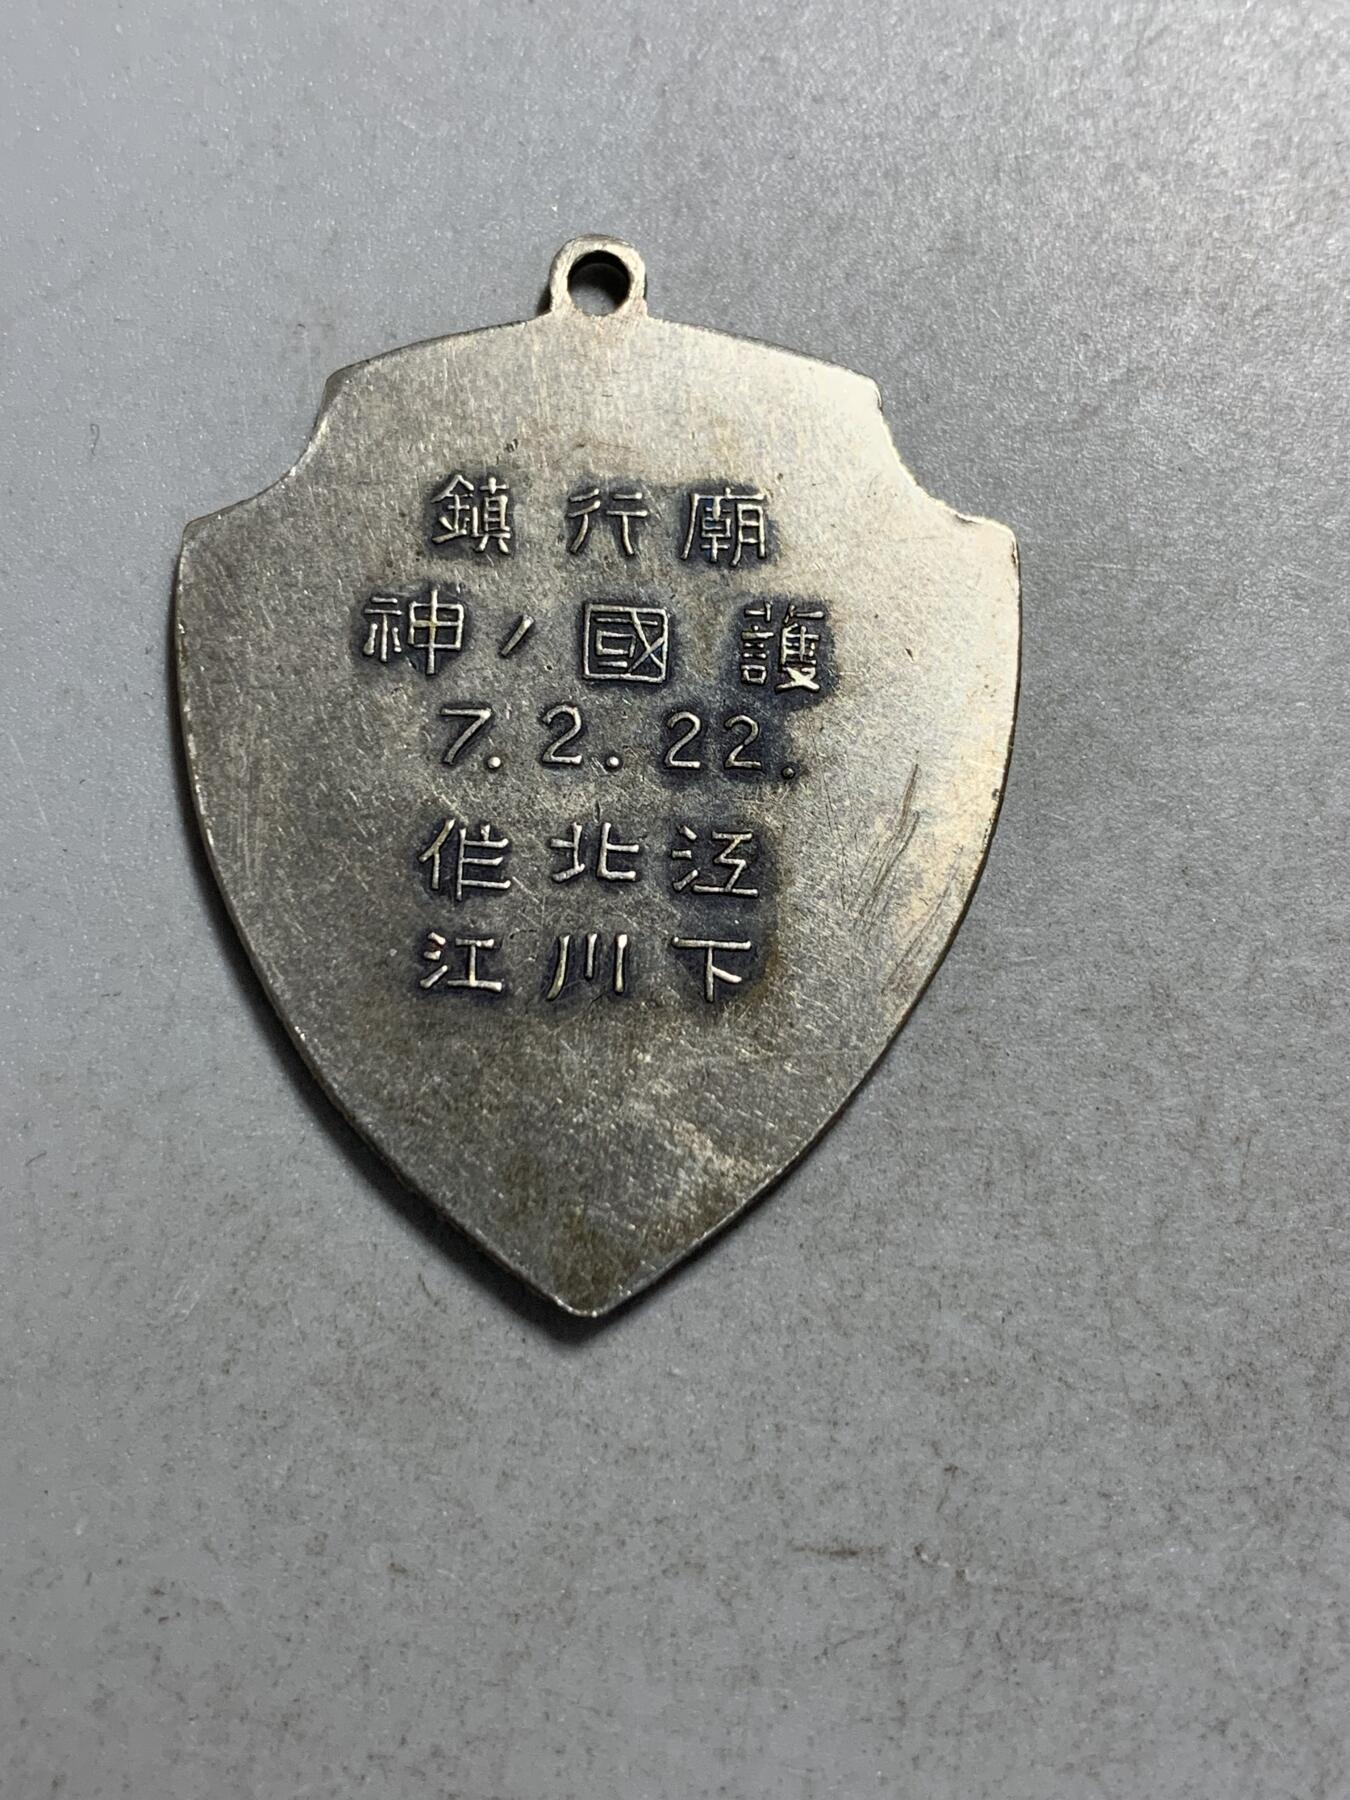 廟行鎮
護國ノ神
7.2.22.
江下
北川
作江